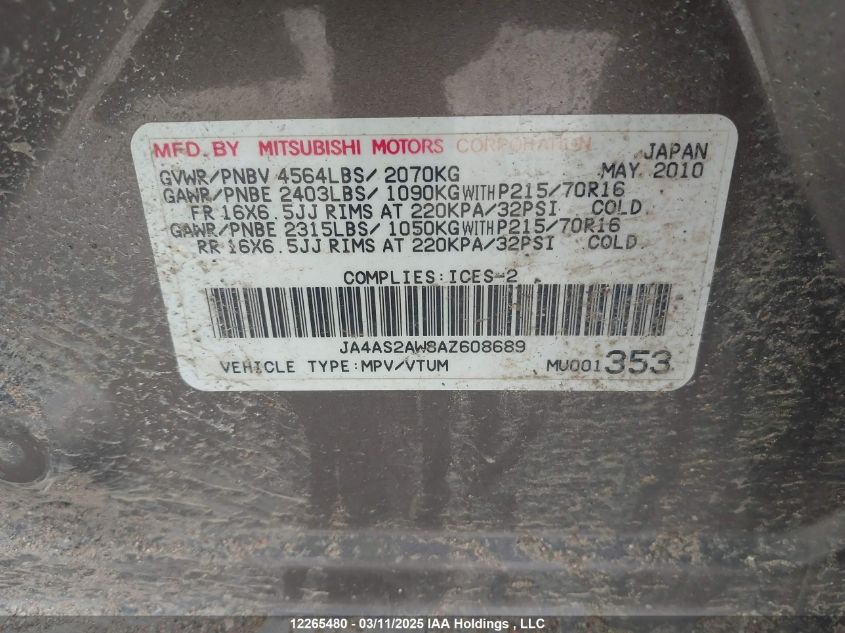 MFD. BY MITSUBISHI MOTORS CORPORATION JAPAN
GVWR/PNBV 4564LBS/ 2070KG MAY 2010
GAWR/PNBE 2403LBS/ 1090KG WITH P215/70R16
FR 16X6.5JJ RIMS AT 220KPA/32PSI COLD
GAWR/PNBE 2315LBS/ 1050KG WITH P215/70R16
RR 16X6.5JJ RIMS AT 220KPA/32PSI COLD
COMPLIES:ICES-2
JA4AS2AW8AZ608689
VEHICLE TYPE:MPV/VTUM MU001353
12265480 - 03/11/2025 IAA Holdings , LLC